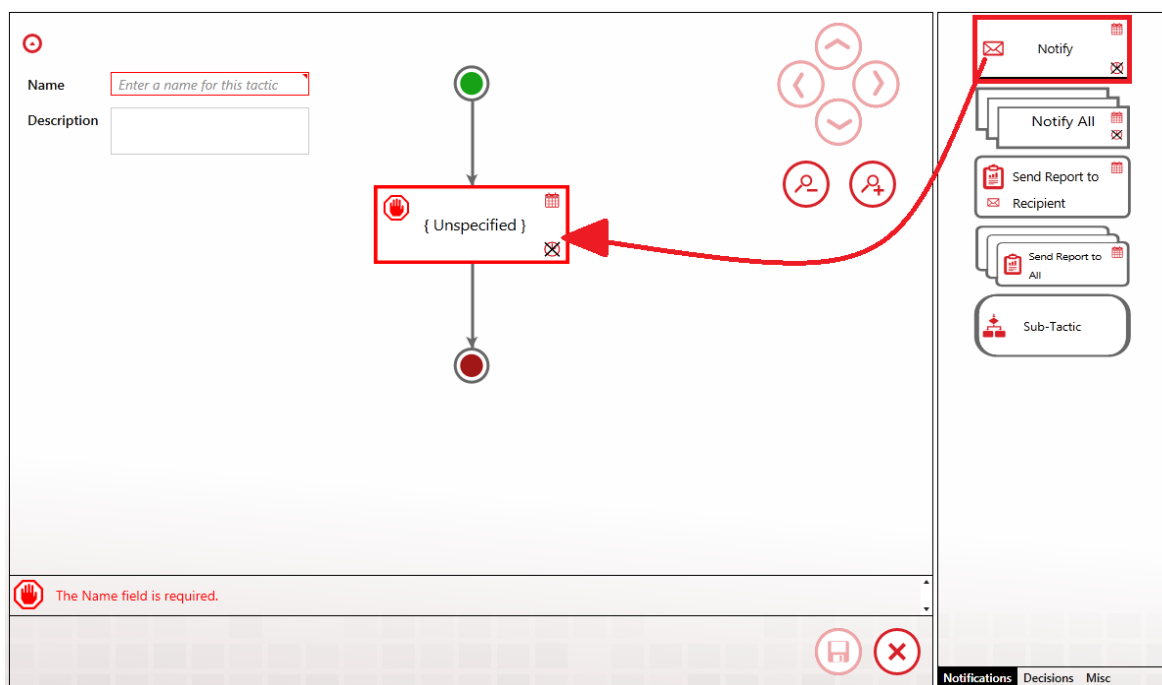 Name
Enter a name for this tactic
Description
{ Unspecified }
The Name field is required.
Notify
Notify All
Send Report to
Recipient
Send Report to
All
Sub-Tactic
Notifications Decisions Misc